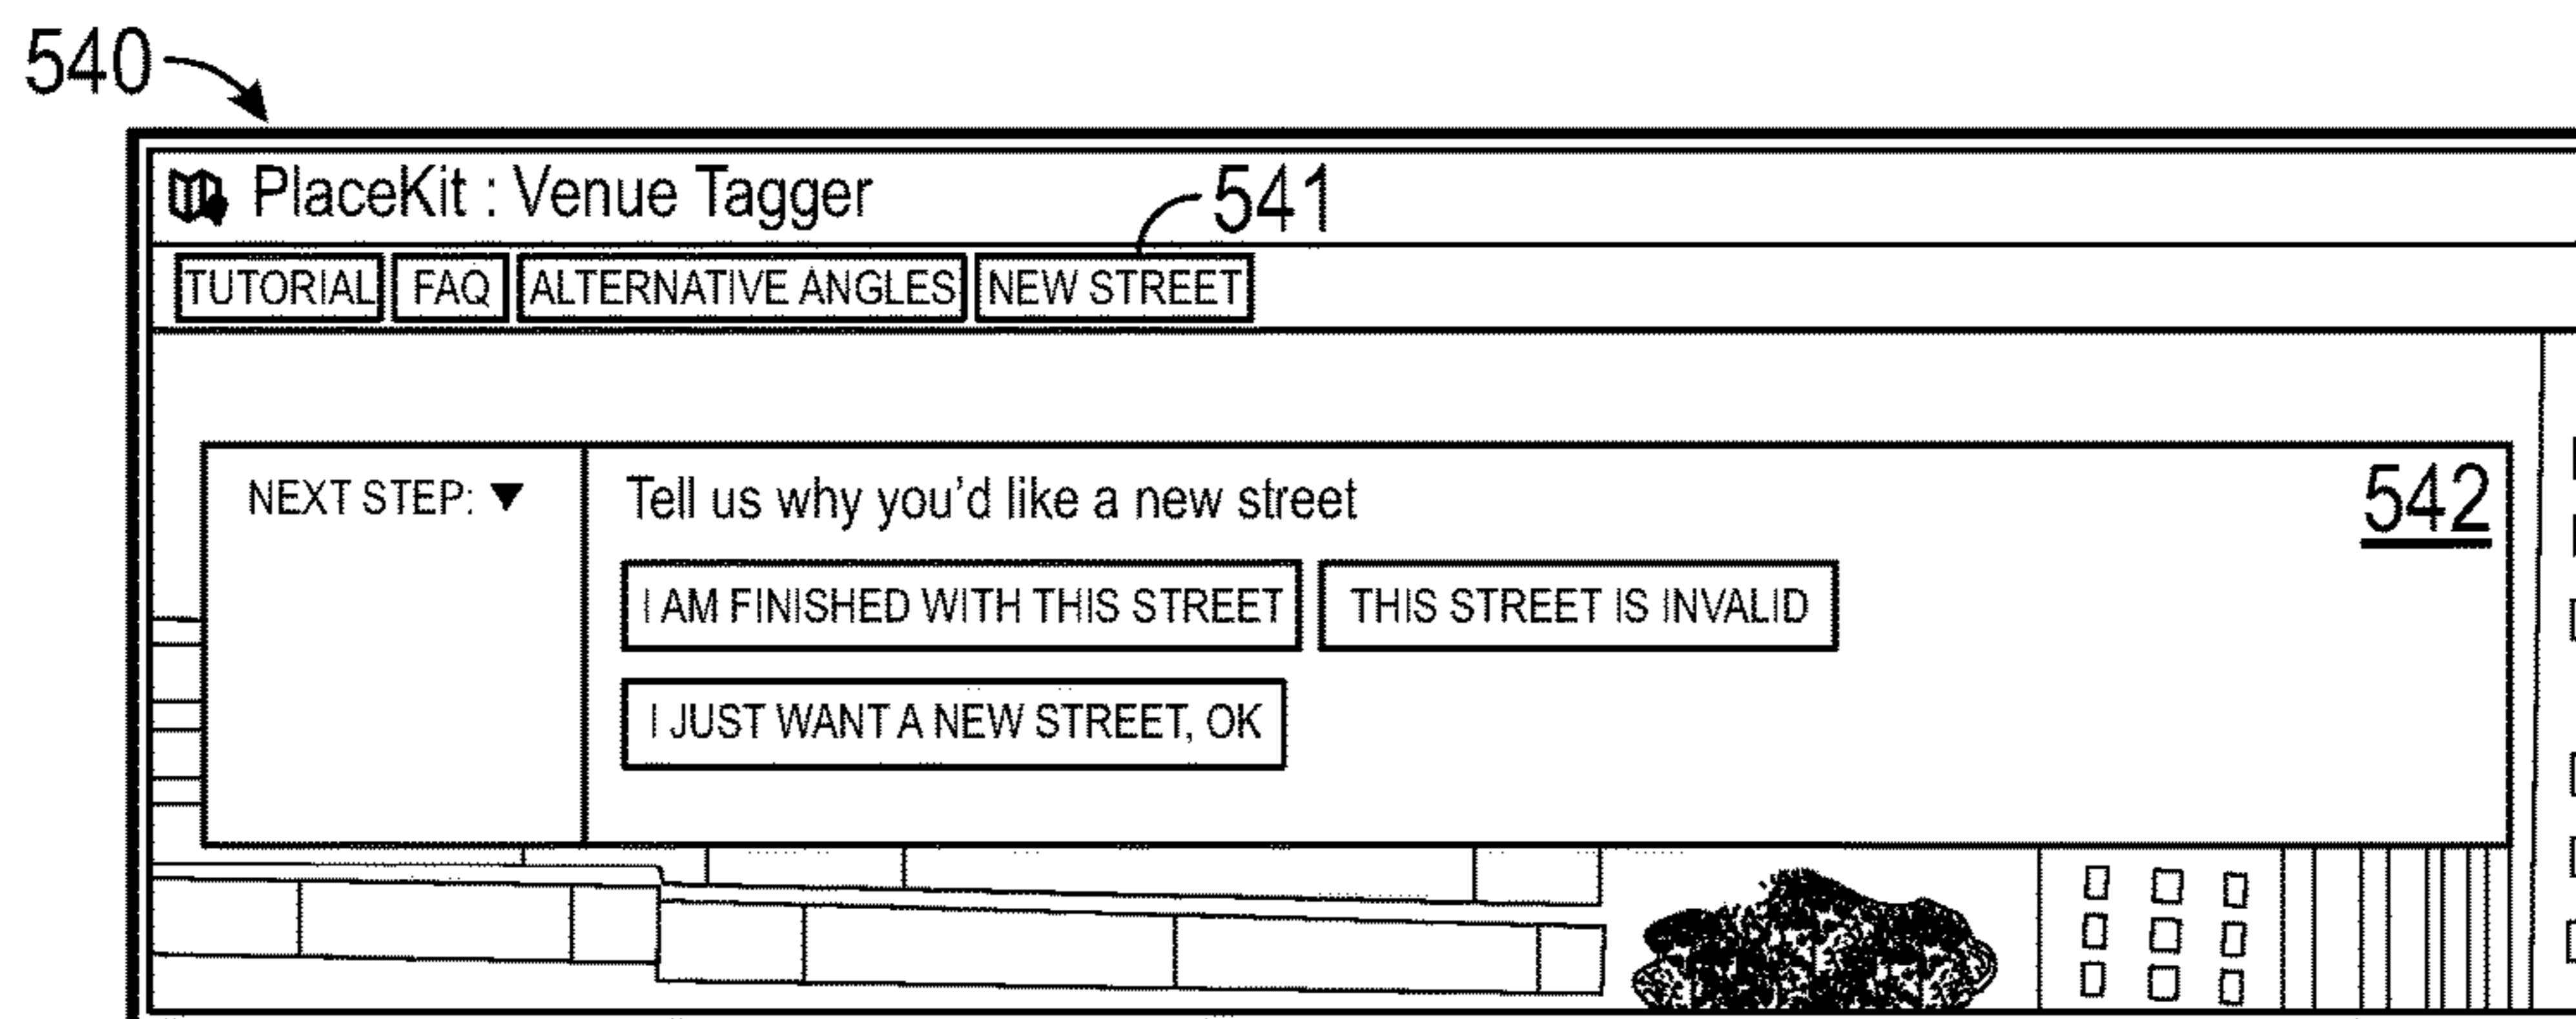 540
PlaceKit : Venue Tagger
541
TUTORIAL FAQ ALTERNATIVE ANGLES NEW STREET
NEXT STEP: ▼ Tell us why you'd like a new street 542
I AM FINISHED WITH THIS STREET THIS STREET IS INVALID
I JUST WANT A NEW STREET, OK